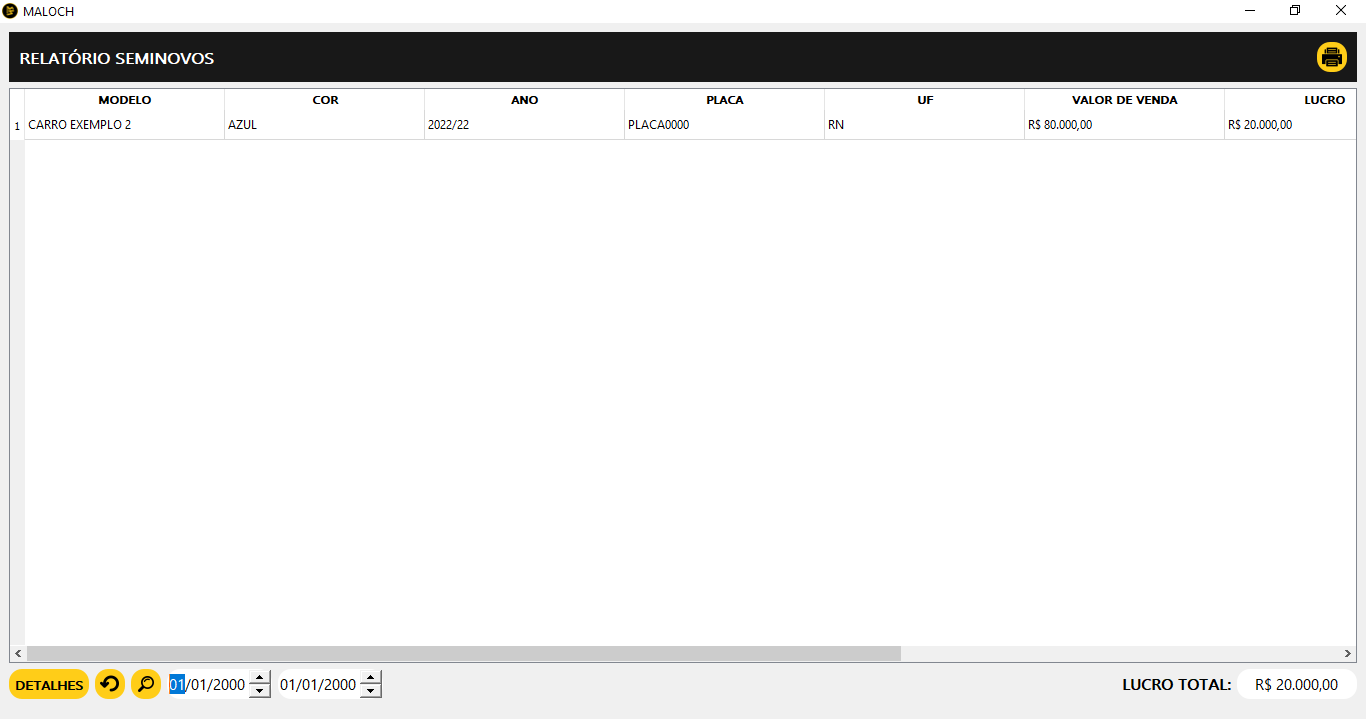 MALOCH
RELATÓRIO SEMINOVOS
MODELO COR ANO PLACA UF VALOR DE VENDA LUCRO
1 CARRO EXEMPLO 2 AZUL 2022/22 PLACA0000 RN R$ 80.000,00 R$ 20.000,00
DETALHES 01/01/2000 01/01/2000 LUCRO TOTAL: R$ 20.000,00